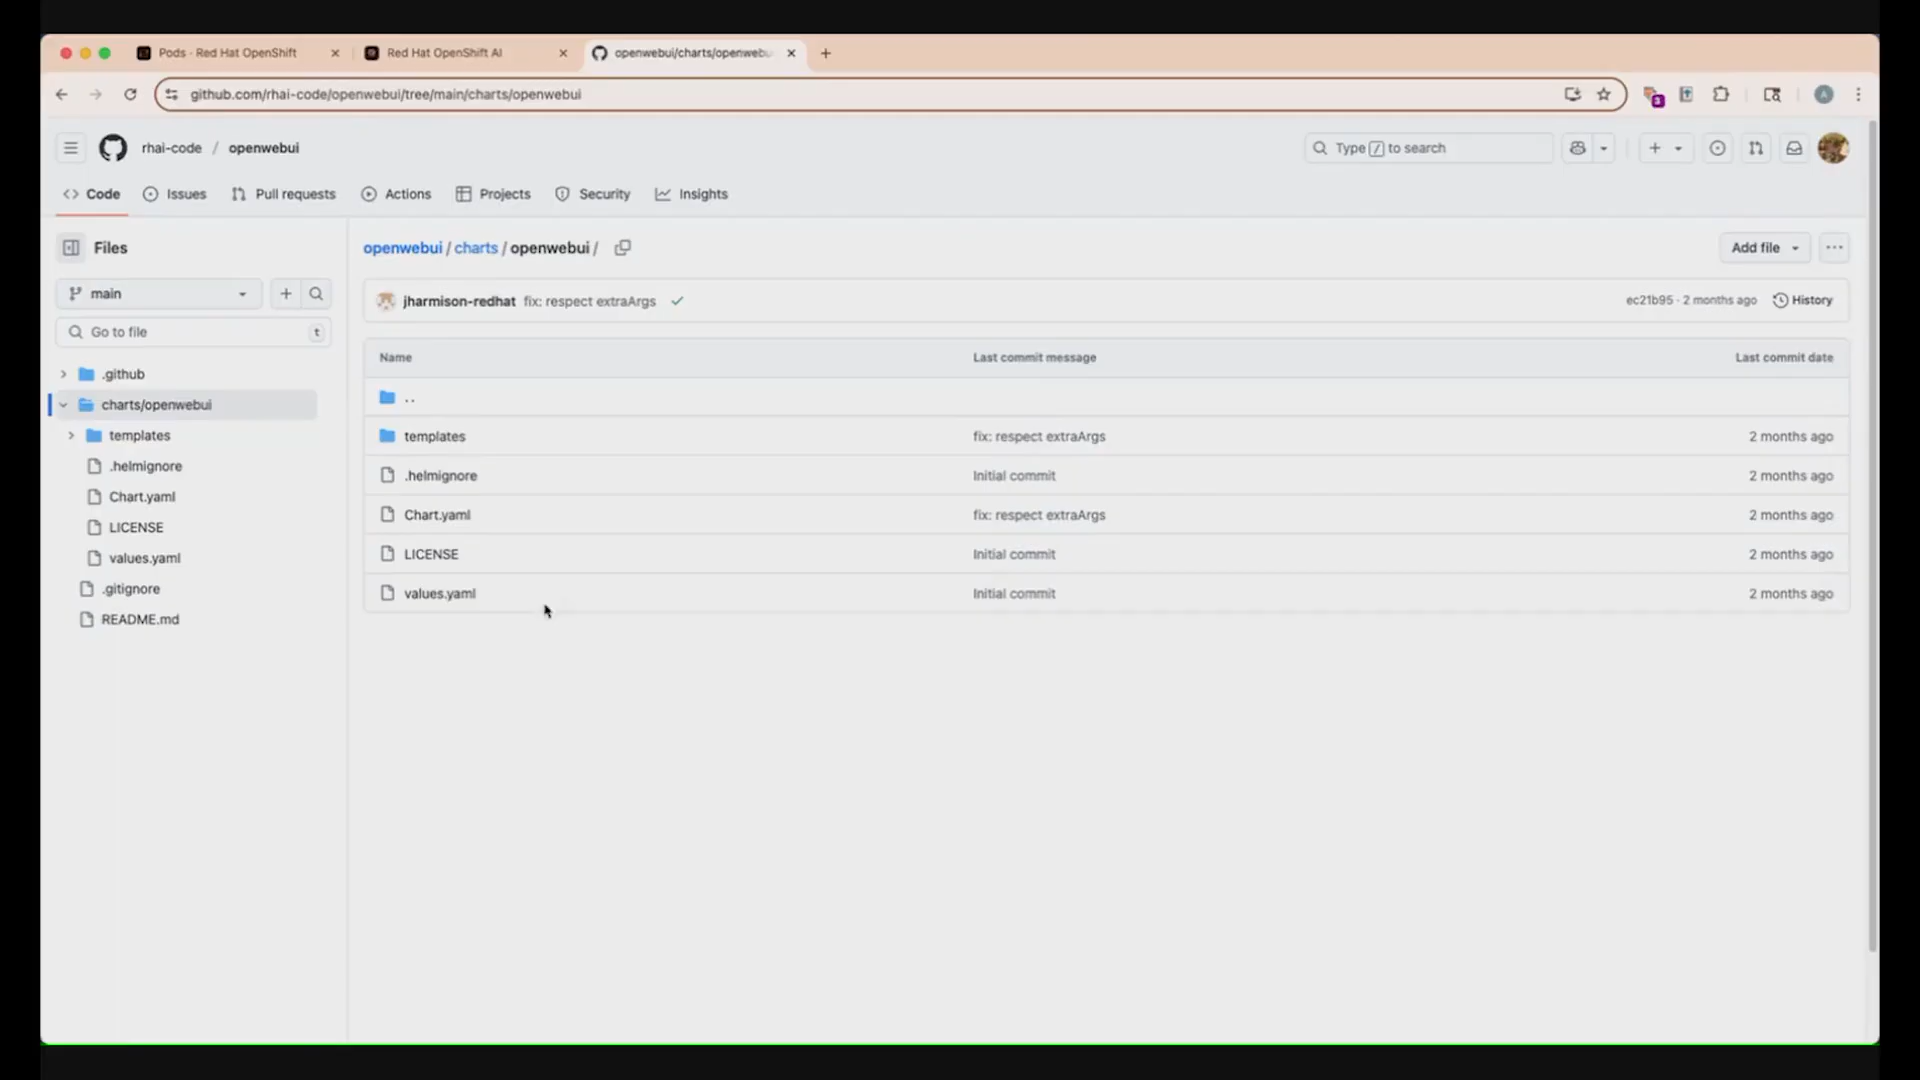 Pods · Red Hat OpenShift
Red Hat OpenShift AI
openwebui/charts/openwebu
github.com/rhai-code/openwebui/tree/main/charts/openwebui
A
rhai-code / openwebui
Type / to search
Code
Issues
Pull requests
Actions
Projects
Security
Insights
Files
openwebui / charts / openwebui /
Add file
main
jharmison-redhat fix: respect extraArgs
ec21b95 · 2 months ago
History
Go to file
t
Name
Last commit message
Last commit date
.github
..
charts/openwebui
templates
fix: respect extraArgs
2 months ago
templates
.helmignore
Initial commit
2 months ago
.helmignore
Chart.yaml
fix: respect extraArgs
2 months ago
Chart.yaml
LICENSE
Initial commit
2 months ago
LICENSE
values.yaml
Initial commit
2 months ago
values.yaml
.gitignore
README.md